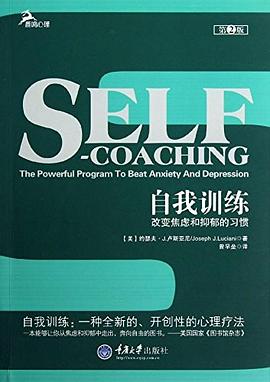 鹿鸣心理
第2版
SELF
-COACHING
The Powerful Program To Beat Anxiety And Depression
自我训练
改变焦虑和抑郁的习惯
【美】约瑟夫·J.卢斯亚尼/Joseph J.Luciani◎著
曾早垒◎译
自我训练：一种全新的、开创性的心理疗法
一本能够让你从焦虑和抑郁中走出，奔向自由的图书。——美国国家《图书馆杂志》
重庆大学出版社